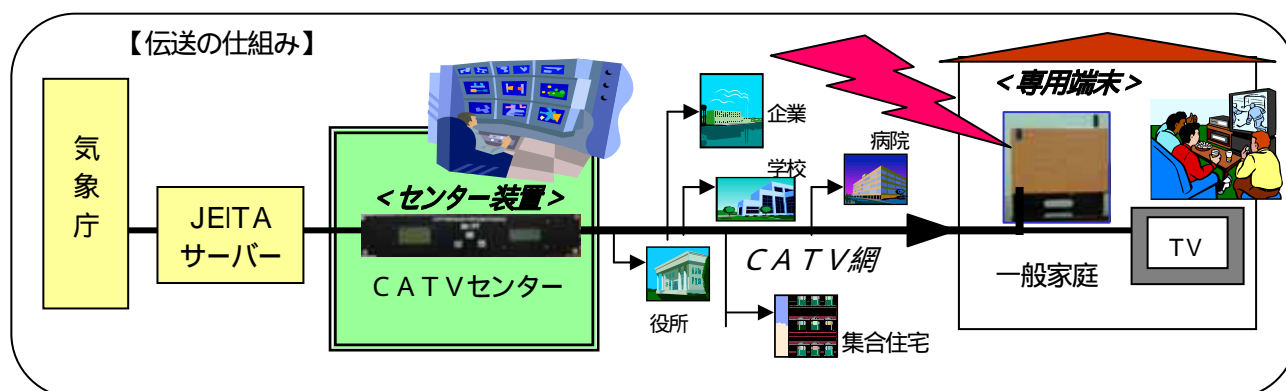 【伝送の仕組み】
気象庁
JEITA
サーバー
＜センター装置＞
ＣＡＴＶセンター
企業
学校
病院
役所
ＣＡＴＶ網
集合住宅
＜専用端末＞
一般家庭
TV